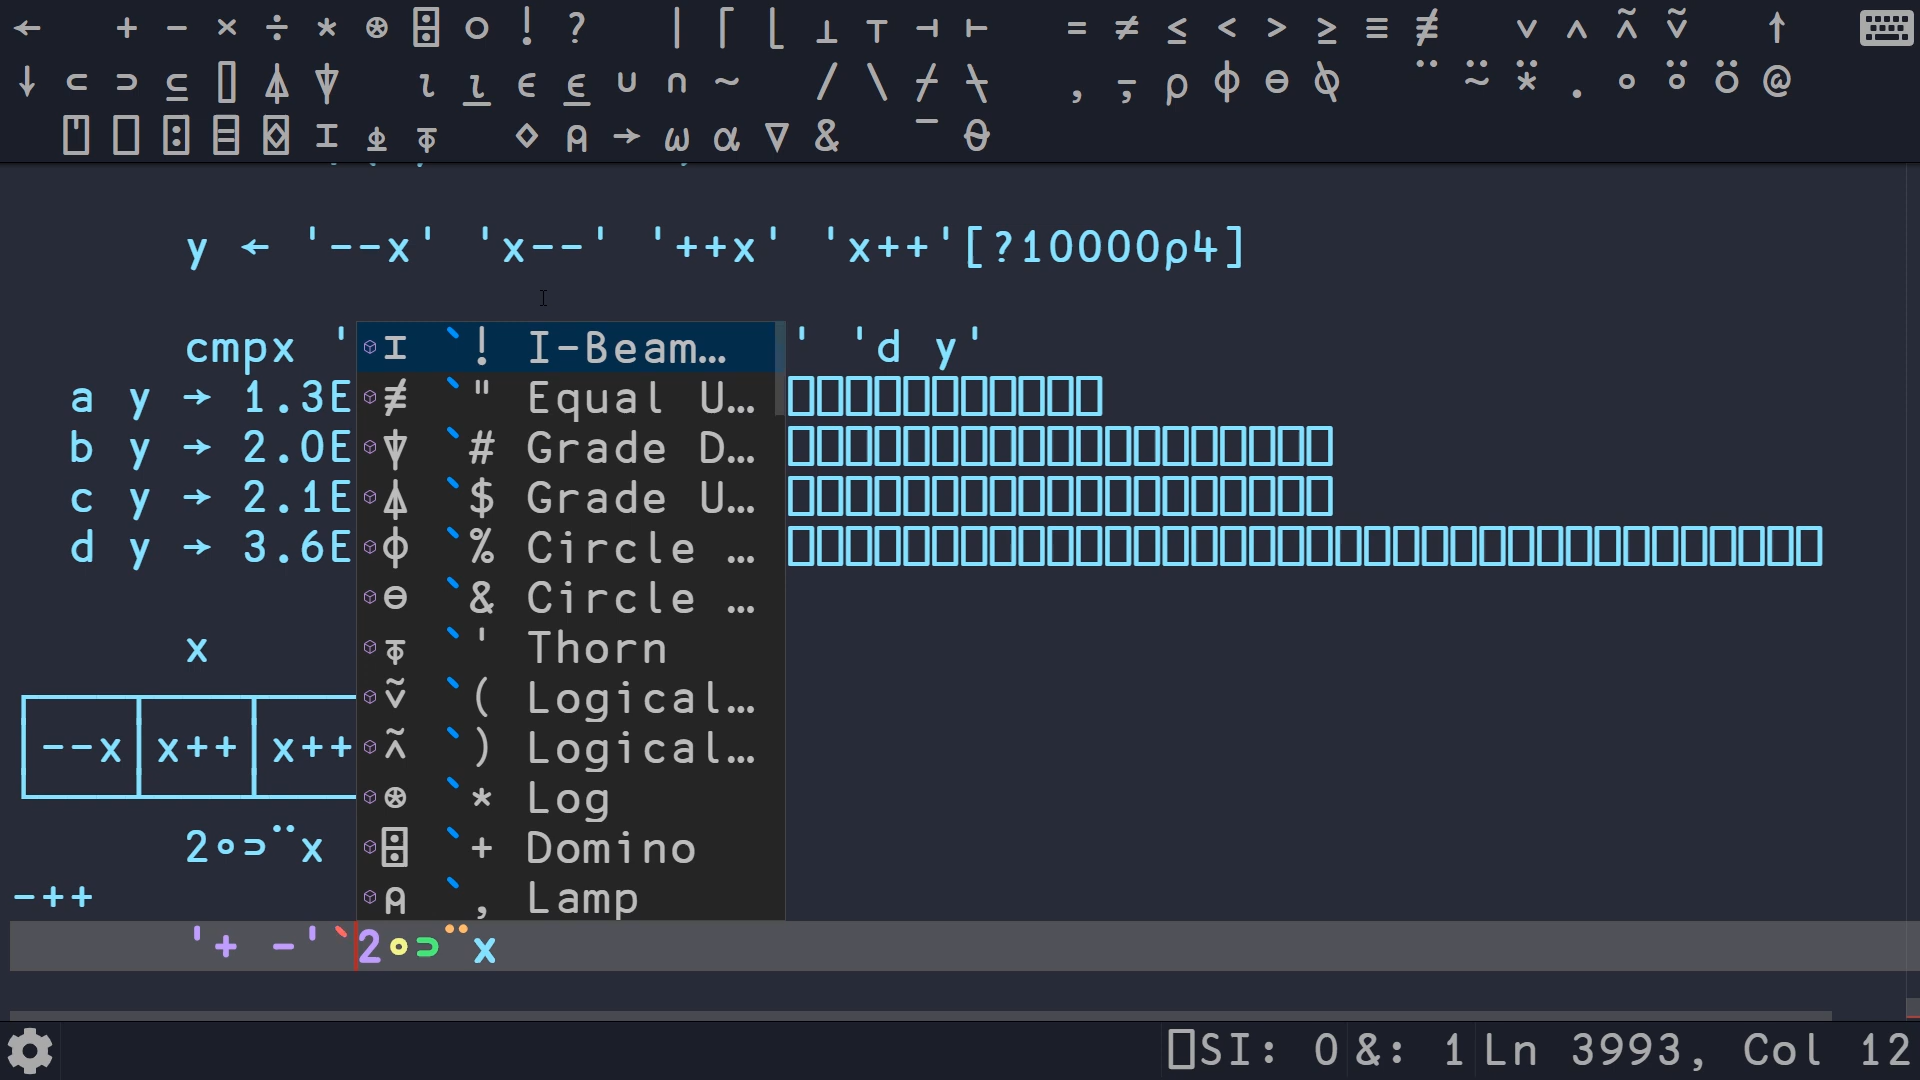 ← + - × ÷ * ⍟ ⌹ ○ ! ? | ⌈ ⌊ ⊥ ⊤ ⊣ ⊢ = ≠ ≤ < > ≥ ≡ ≢ ∨ ∧ ⍲ ⍱ ↑
↓ ⊂ ⊃ ⊆ ⌷ ⍋ ⍒ ⍳ ⍸ ∊ ⍷ ∪ ∩ ~ / \ ⌿ ⍀ , ⍪ ⍴ ⌽ ⊖ ⍉ ¨ ⍨ ⍣ . ∘ ⍤ ⍥ @
⍞ ⎕ ⍠ ⌸ ⌺ ⌶ ⍎ ⍕ ⋄ ⍝ → ⍵ ⍺ ∇ & ¯ ⍬
y ← '--x' 'x--' '++x' 'x++'[?10000⍴4]
cmpx ' ' 'd y'
a y → 1.3E ⎕⎕⎕⎕⎕⎕⎕⎕⎕⎕⎕
b y → 2.0E ⎕⎕⎕⎕⎕⎕⎕⎕⎕⎕⎕⎕⎕⎕⎕⎕⎕⎕⎕
c y → 2.1E ⎕⎕⎕⎕⎕⎕⎕⎕⎕⎕⎕⎕⎕⎕⎕⎕⎕⎕⎕
d y → 3.6E ⎕⎕⎕⎕⎕⎕⎕⎕⎕⎕⎕⎕⎕⎕⎕⎕⎕⎕⎕⎕⎕⎕⎕⎕⎕⎕⎕⎕⎕⎕⎕⎕⎕⎕⎕⎕
⌶ `! I-Beam…
≢ `" Equal U…
⍒ `# Grade D…
⍋ `$ Grade U…
⌽ `% Circle …
⊖ `& Circle …
⍕ `' Thorn
⍱ `( Logical…
⍲ `) Logical…
⍟ `* Log
⌹ `+ Domino
⍝ `, Lamp
x
--x x++ x++
2∘⊃¨x
-++
'+ -'`2∘⊃¨x
⎕SI: 0 &: 1 Ln 3993, Col 12